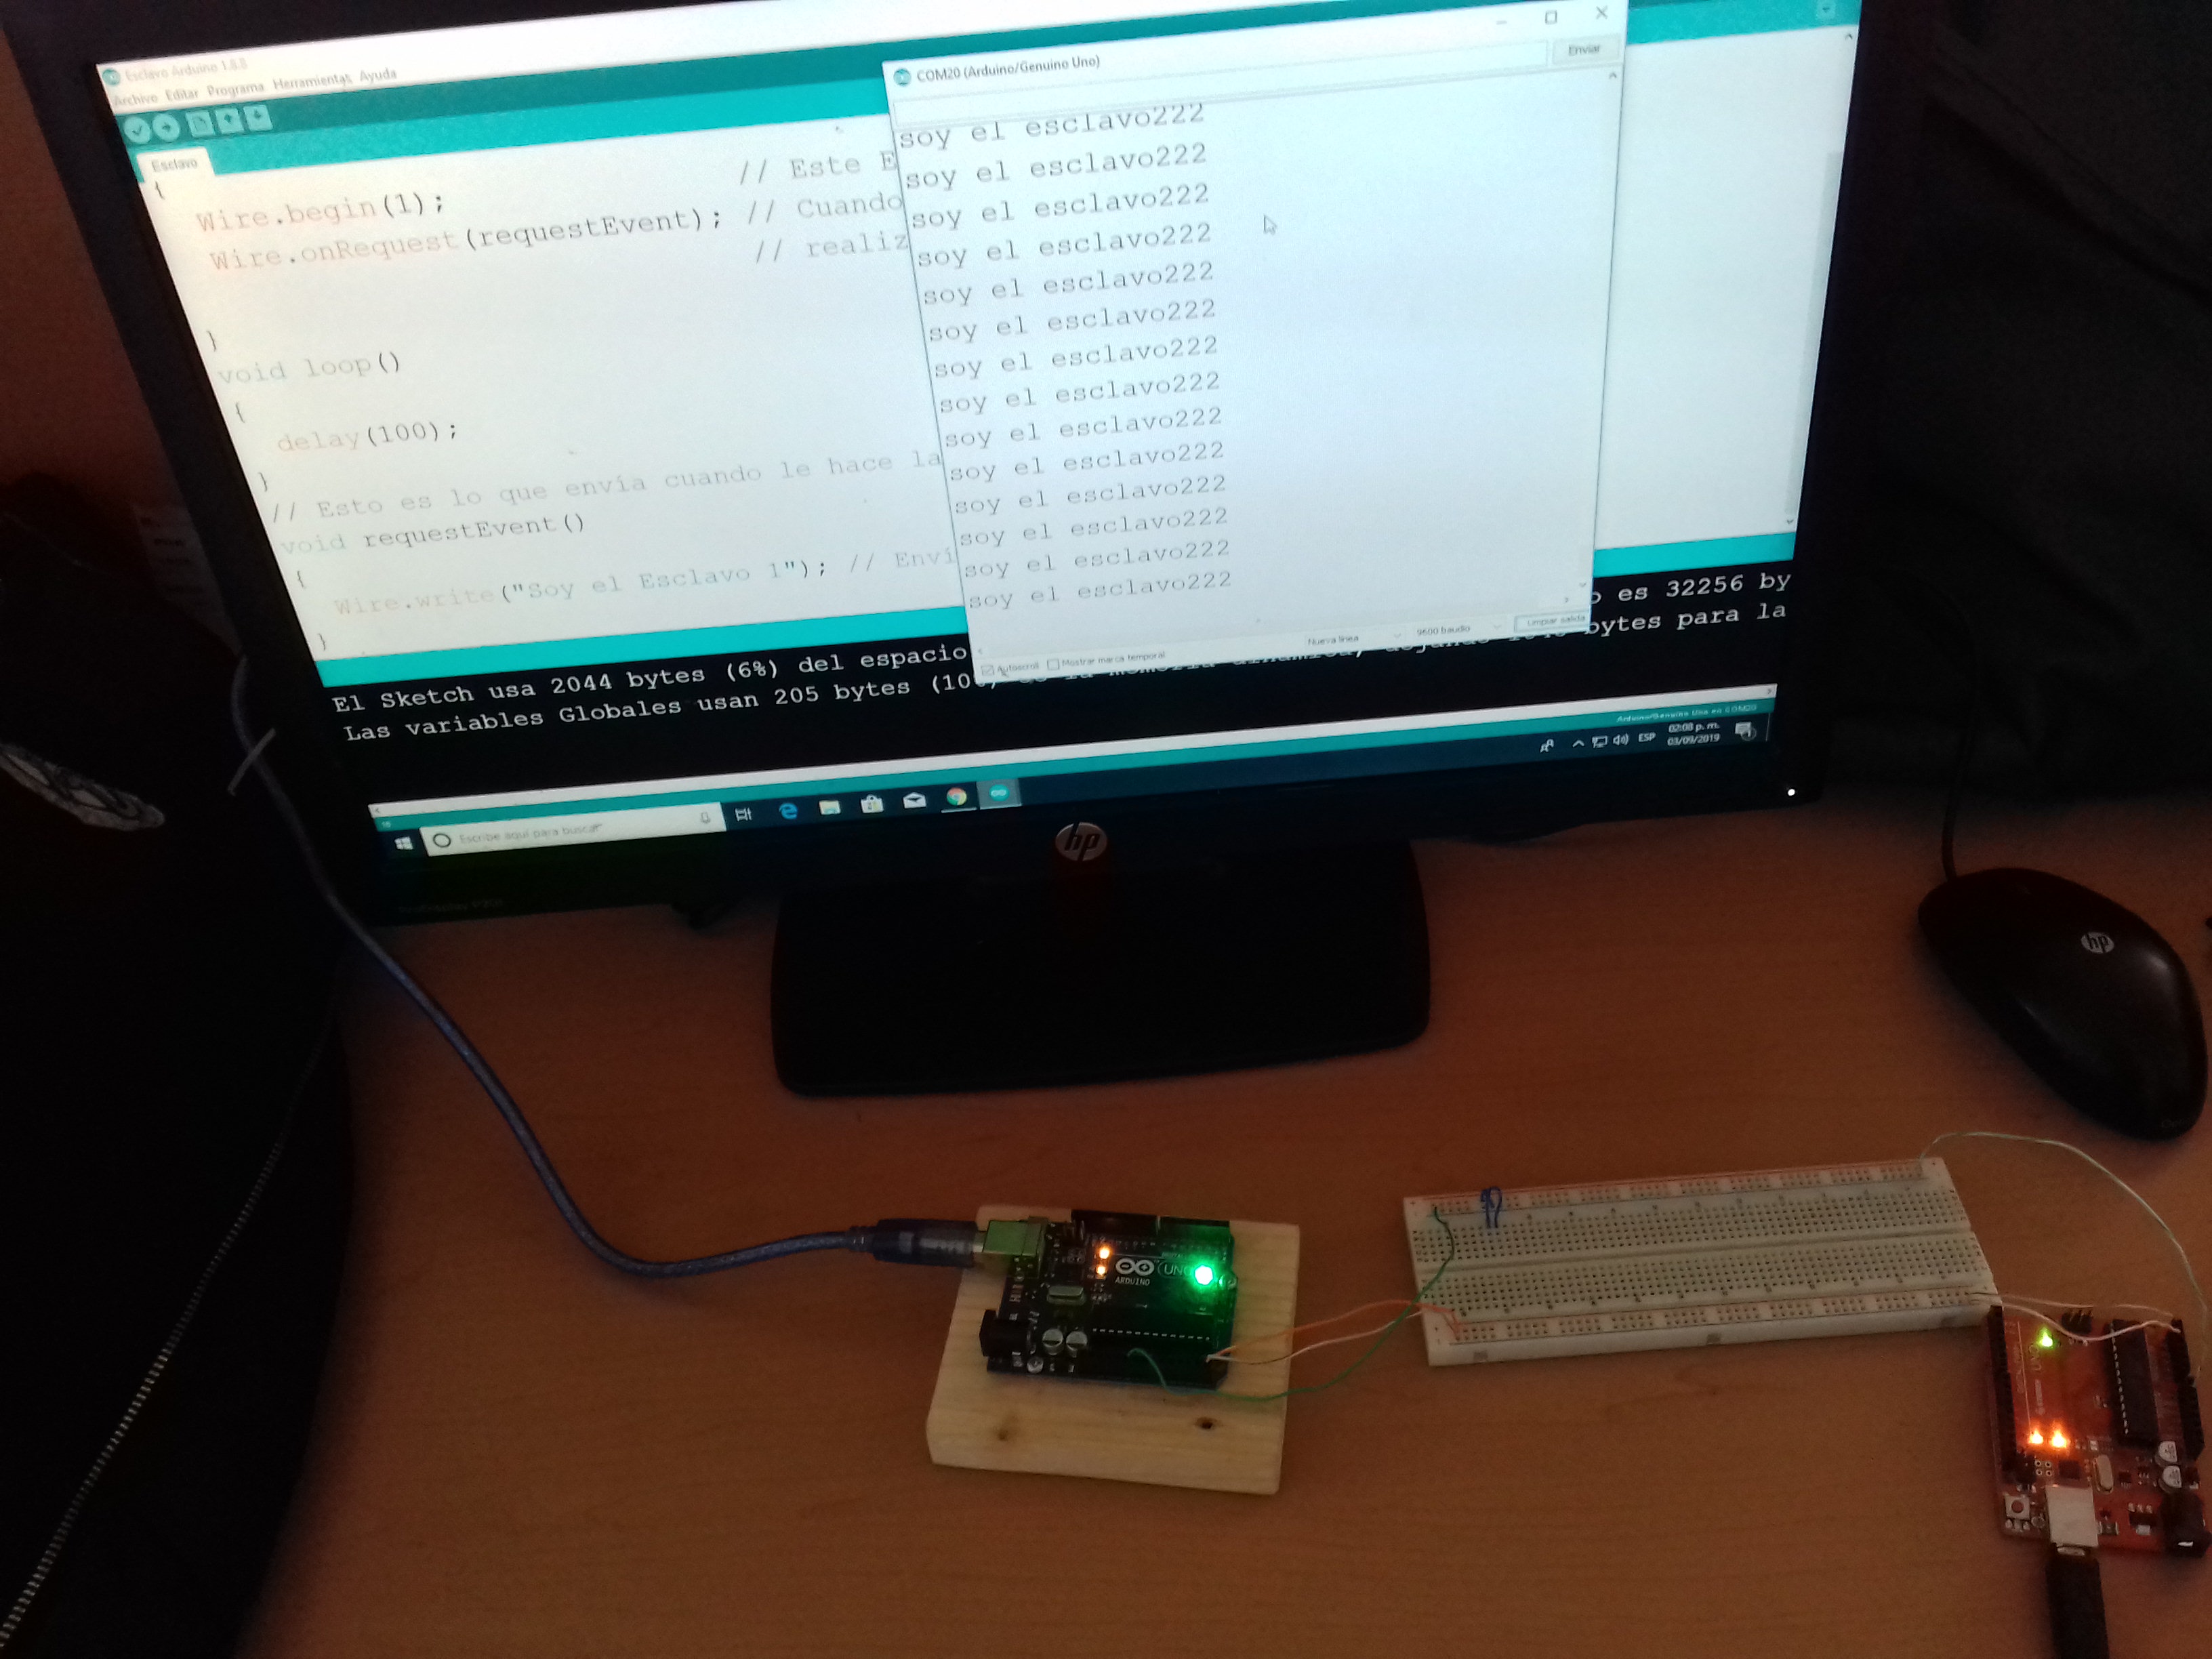 Esclavo Arduino 1.8.8
Archivo Editar Programa Herramientas Ayuda
Esclavo
{
Wire.begin(1); // Este E
Wire.onRequest(requestEvent); // Cuando
// realiz
}
void loop()
{
delay(100);
}
// Esto es lo que envía cuando le hace la
void requestEvent()
{
Wire.write("Soy el Esclavo 1"); // Enví
}
COM20 (Arduino/Genuino Uno)
Enviar
soy el esclavo222
soy el esclavo222
soy el esclavo222
soy el esclavo222
soy el esclavo222
soy el esclavo222
soy el esclavo222
soy el esclavo222
soy el esclavo222
soy el esclavo222
soy el esclavo222
soy el esclavo222
soy el esclavo222
soy el esclavo222
Autoscroll Mostrar marca temporal Nueva línea 9600 baudio Limpiar salida
El Sketch usa 2044 bytes (6%) del espacio es 32256 by
Las variables Globales usan 205 bytes (10 bytes para la
Arduino/Genuino Uno en COM20
Escribe aquí para buscar
ESP
02:08 p. m.
03/09/2019
hp
hp
UNO
ARDUINO
UNO